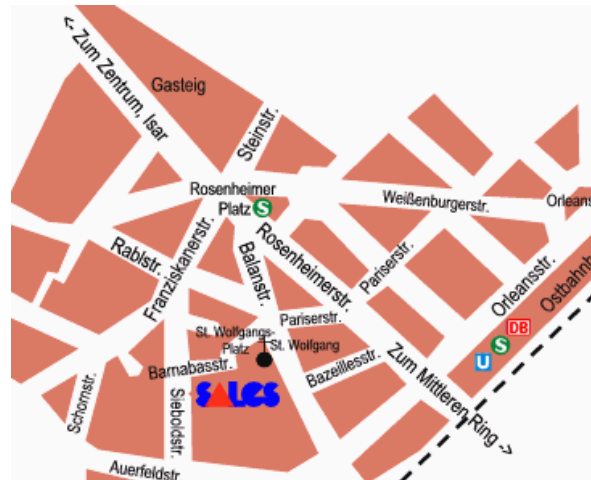 <- Zum Zentrum, Isar
Gasteig
Steinstr.
Rosenheimer
Platz S
Weißenburgerstr.
Orleans
Rablstr.
Franziskanerstr.
Balanstr.
Rosenheimerstr.
Pariserstr.
Orleansstr.
Ostbahnh
Pariserstr.
St. Wolfgangs-
Platz
St. Wolfgang
DB
S
U
Barnabasstr.
Bazeillesstr.
Zum Mittleren Ring ->
SALES
Schornstr.
Sieboldstr.
Auerfeldstr.